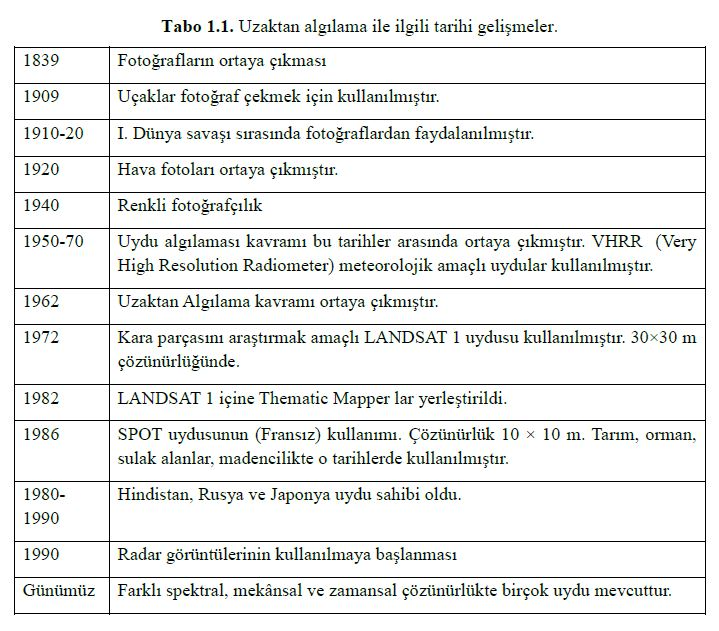 Tabo 1.1. Uzaktan algılama ile ilgili tarihi gelişmeler.
1839 Fotoğrafların ortaya çıkması
1909 Uçaklar fotoğraf çekmek için kullanılmıştır.
1910-20 I. Dünya savaşı sırasında fotoğraflardan faydalanılmıştır.
1920 Hava fotoları ortaya çıkmıştır.
1940 Renkli fotoğrafçılık
1950-70 Uydu algılaması kavramı bu tarihler arasında ortaya çıkmıştır. VHRR (Very
High Resolution Radiometer) meteorolojik amaçlı uydular kullanılmıştır.
1962 Uzaktan Algılama kavramı ortaya çıkmıştır.
1972 Kara parçasını araştırmak amaçlı LANDSAT 1 uydusu kullanılmıştır. 30×30 m
çözünürlüğünde.
1982 LANDSAT 1 içine Thematic Mapper lar yerleştirildi.
1986 SPOT uydusunun (Fransız) kullanımı. Çözünürlük 10 × 10 m. Tarım, orman,
sulak alanlar, madencilikte o tarihlerde kullanılmıştır.
1980- Hindistan, Rusya ve Japonya uydu sahibi oldu.
1990
1990 Radar görüntülerinin kullanılmaya başlanması
Günümüz Farklı spektral, mekânsal ve zamansal çözünürlükte birçok uydu mevcuttur.